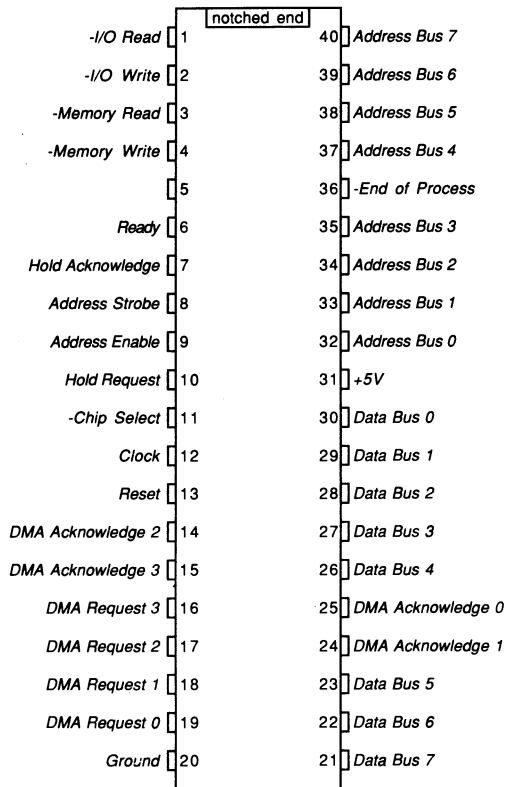 notched end
-I/O Read 1 40 Address Bus 7
-I/O Write 2 39 Address Bus 6
-Memory Read 3 38 Address Bus 5
-Memory Write 4 37 Address Bus 4
5 36 -End of Process
Ready 6 35 Address Bus 3
Hold Acknowledge 7 34 Address Bus 2
Address Strobe 8 33 Address Bus 1
Address Enable 9 32 Address Bus 0
Hold Request 10 31 +5V
-Chip Select 11 30 Data Bus 0
Clock 12 29 Data Bus 1
Reset 13 28 Data Bus 2
DMA Acknowledge 2 14 27 Data Bus 3
DMA Acknowledge 3 15 26 Data Bus 4
DMA Request 3 16 25 DMA Acknowledge 0
DMA Request 2 17 24 DMA Acknowledge 1
DMA Request 1 18 23 Data Bus 5
DMA Request 0 19 22 Data Bus 6
Ground 20 21 Data Bus 7